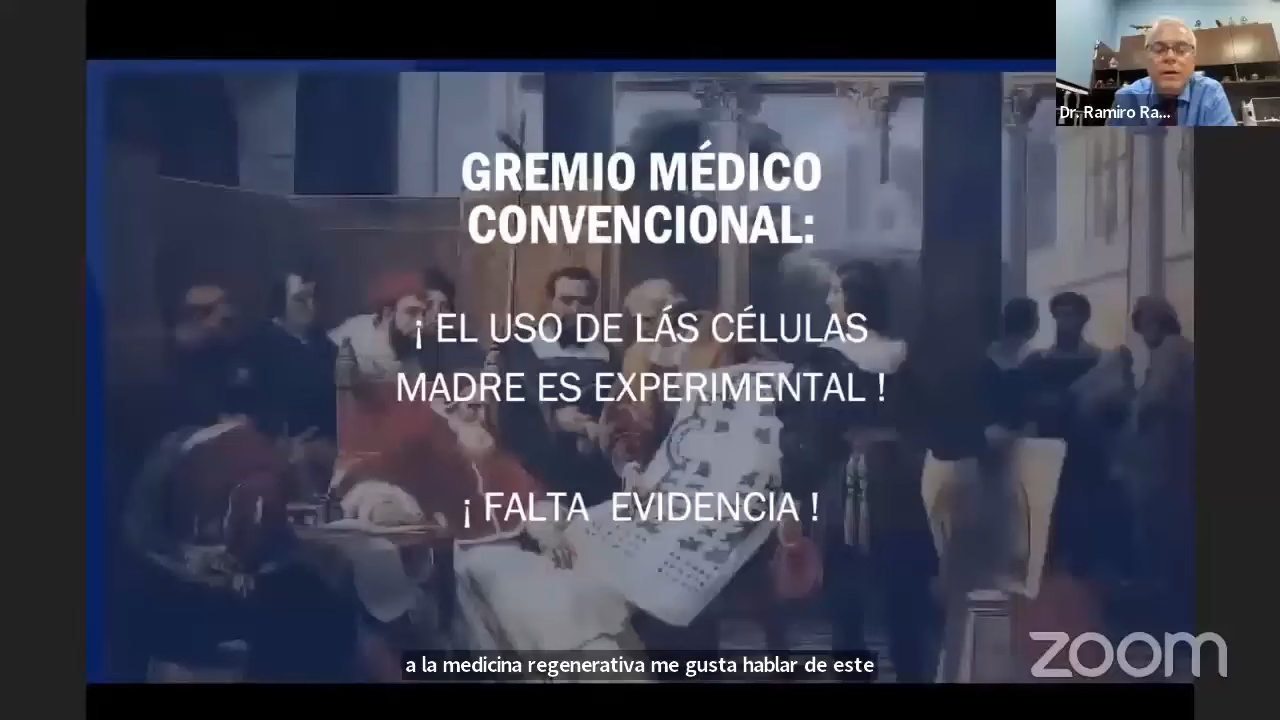 Dr. Ramiro Ra...
GREMIO MÉDICO
CONVENCIONAL:
¡ EL USO DE LÁS CÉLULAS
MADRE ES EXPERIMENTAL !
¡ FALTA EVIDENCIA !
a la medicina regenerativa me gusta hablar de este
zoom